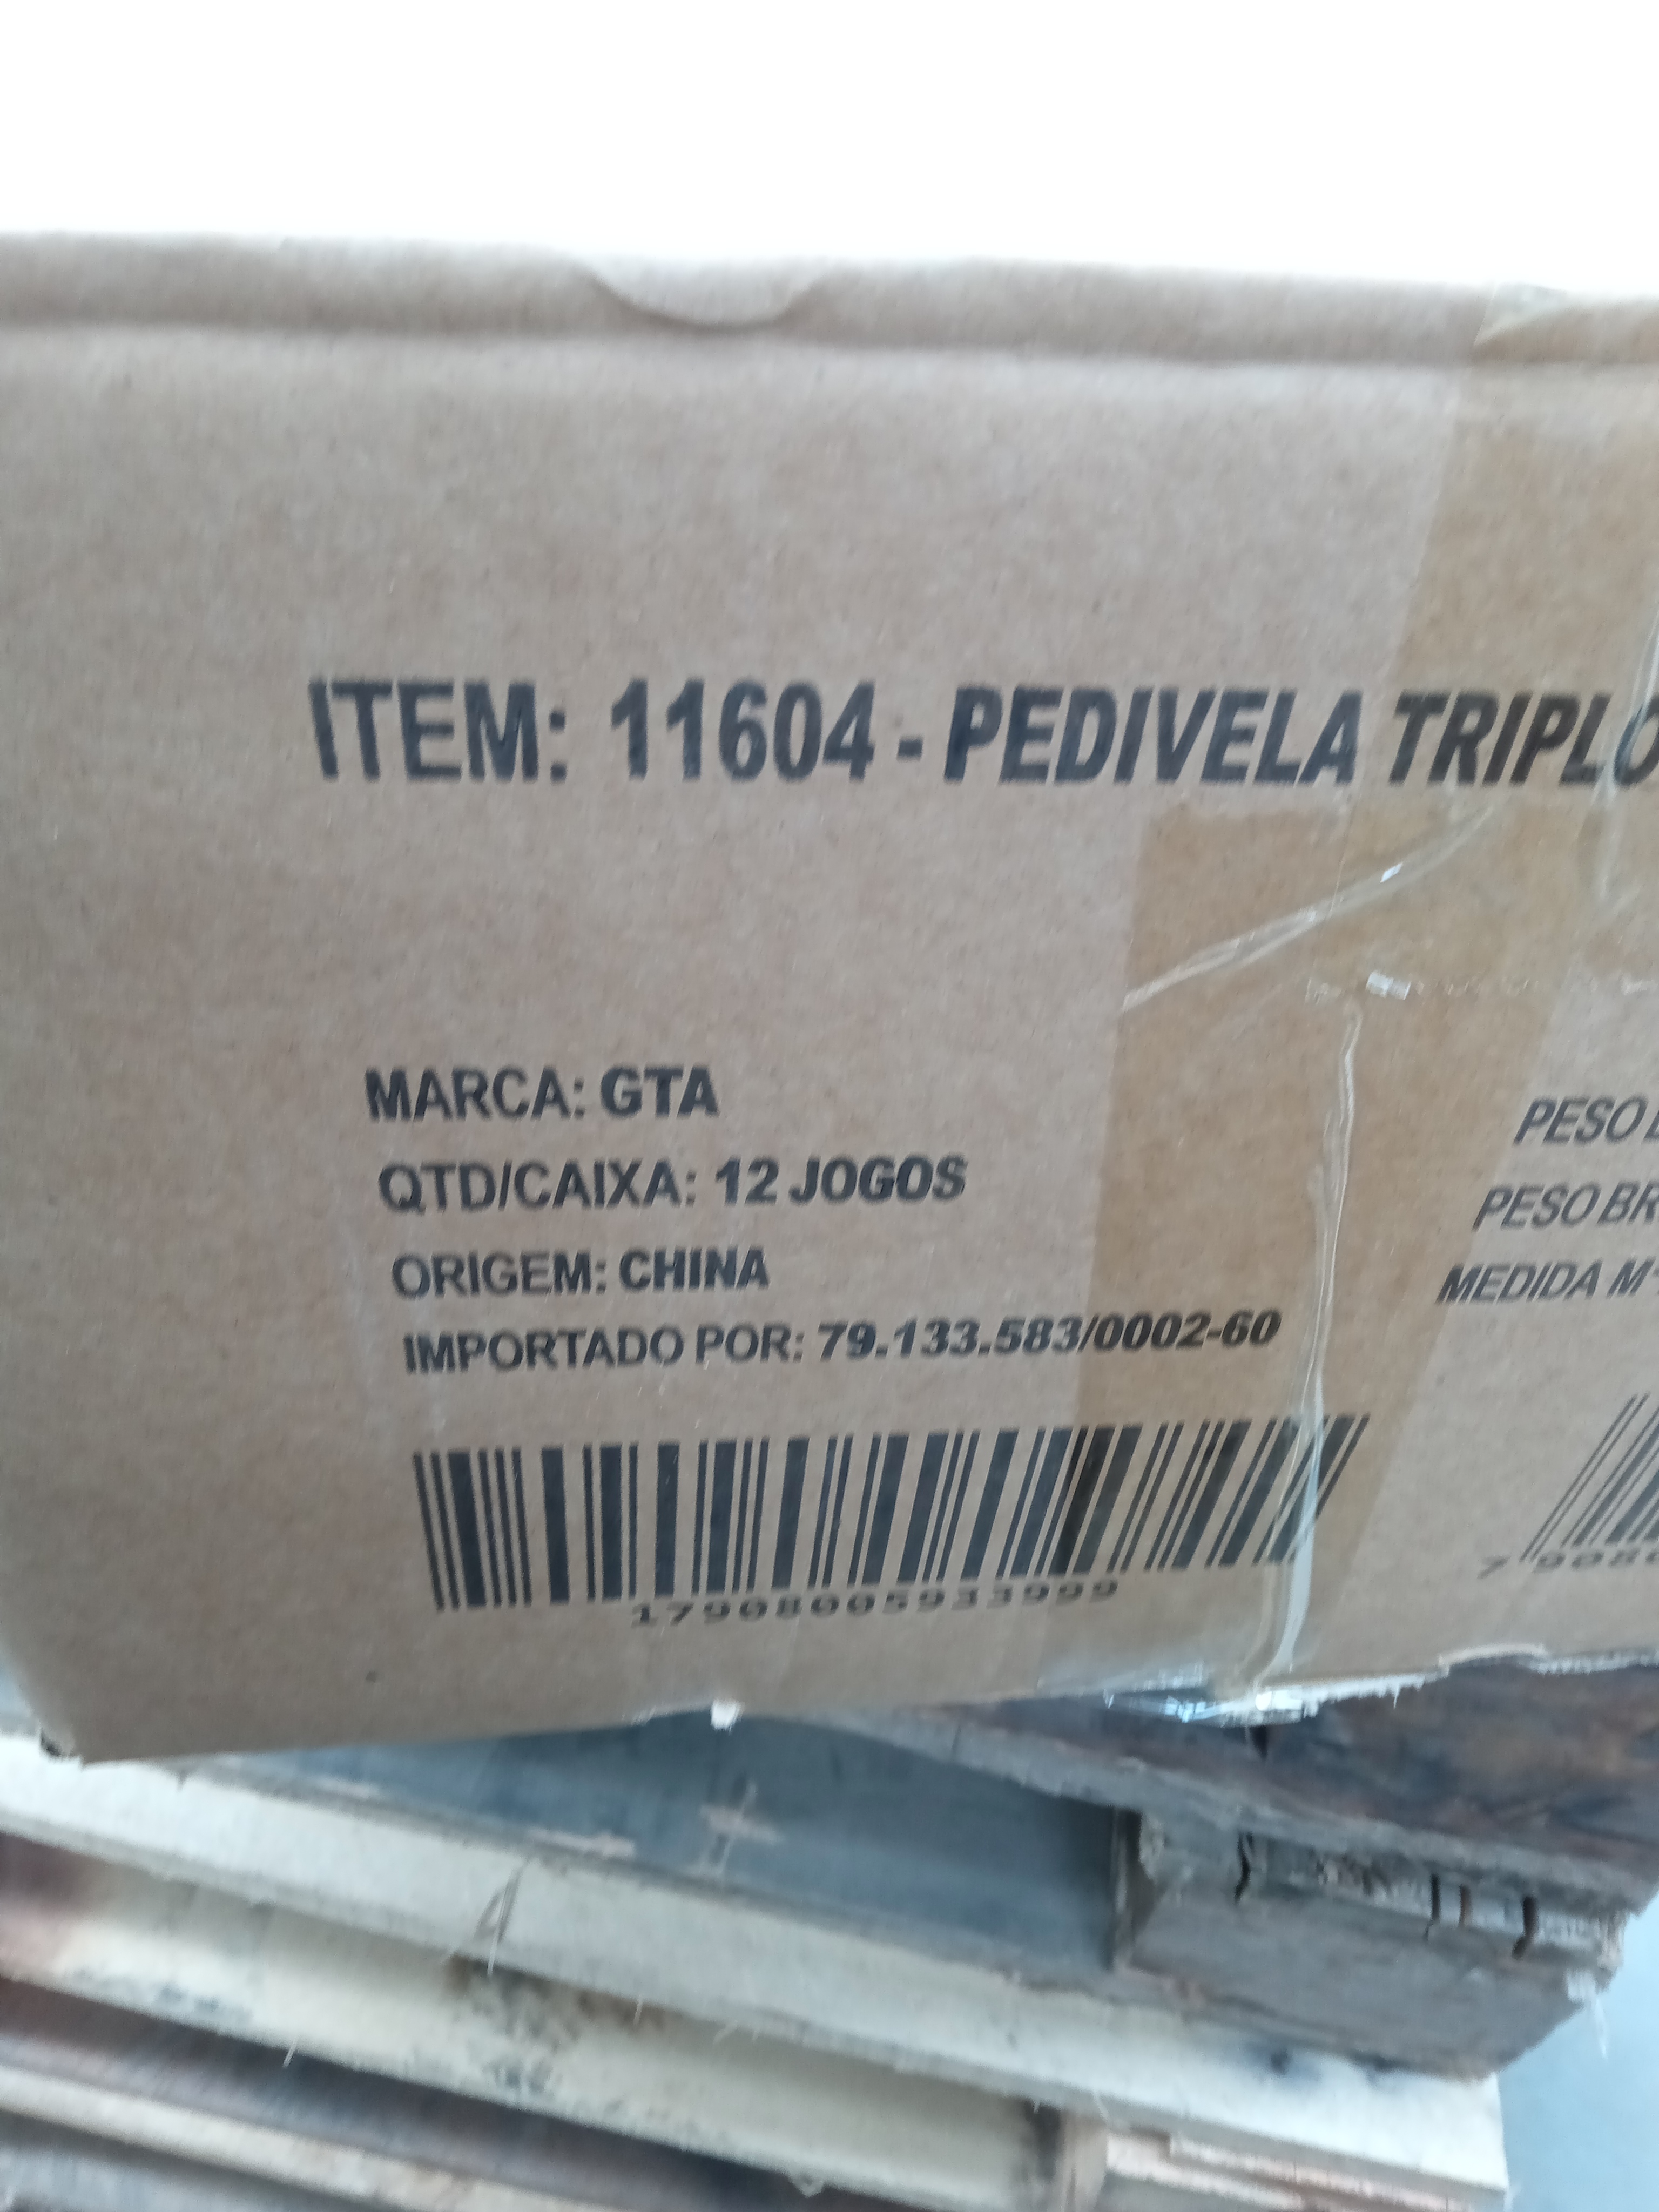 ITEM: 11604 - PEDIVELA TRIPLO
MARCA: GTA
QTD/CAIXA: 12 JOGOS
ORIGEM: CHINA
IMPORTADO POR: 79.133.583/0002-60
17908005933999
PESO
PESO BR
MEDIDA M